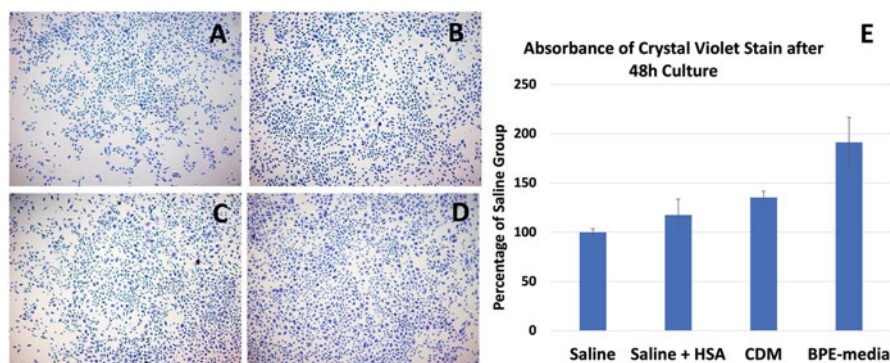 A
B
C
D
E
Absorbance of Crystal Violet Stain after
48h Culture
Percentage of Saline Group
250
200
150
100
50
0
Saline
Saline + HSA
CDM
BPE-media